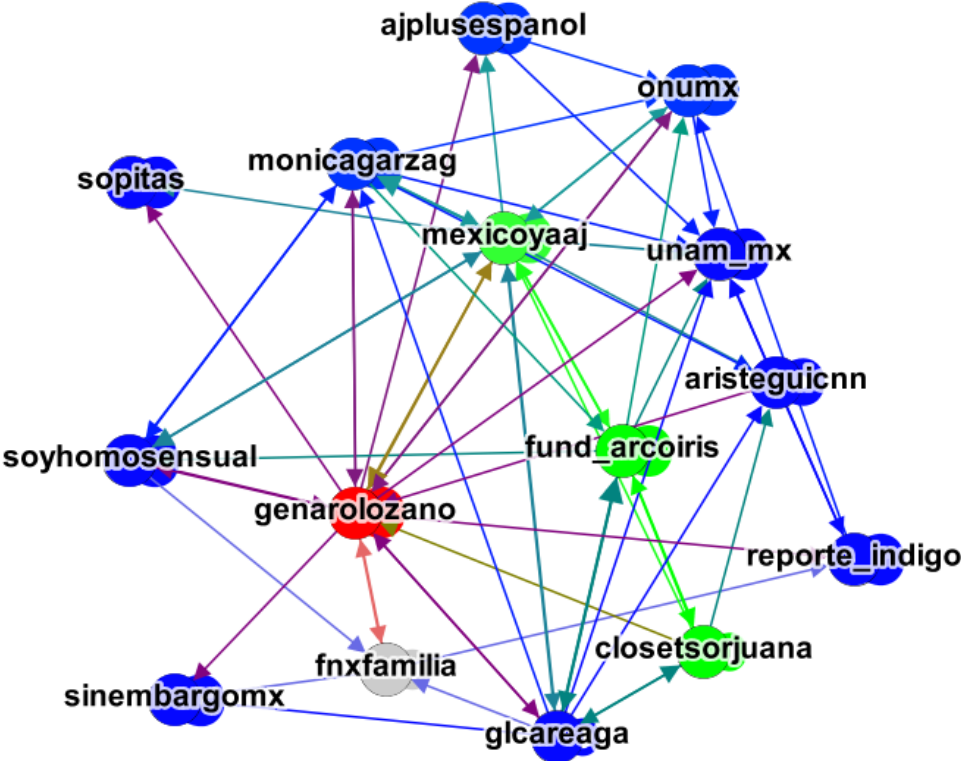 ajplusespanol
onumx
monicagarzag
sopitas
mexicoyaaj
unam_mx
aristeguicnn
fund_arcoiris
soyhomosensual
genarolozano
reporte_indigo
closetsorjuana
fnxfamilia
sinembargomx
glcareaga